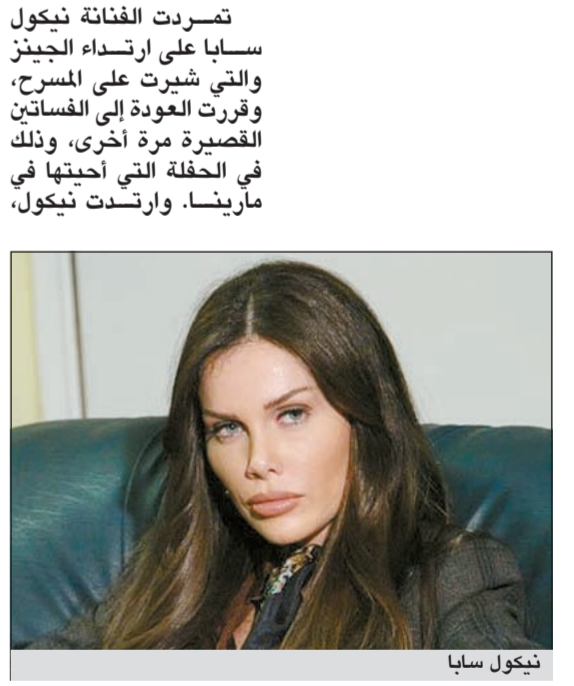 تمردت الفنانة نيكول
سابا على ارتداء الجينز
والتي شيرت على المسرح،
وقررت العودة إلى الفساتين
القصيرة مرة أخرى، وذلك
في الحفلة التي أحيتها في
مارينا. وارتدت نيكول،
نيكول سابا